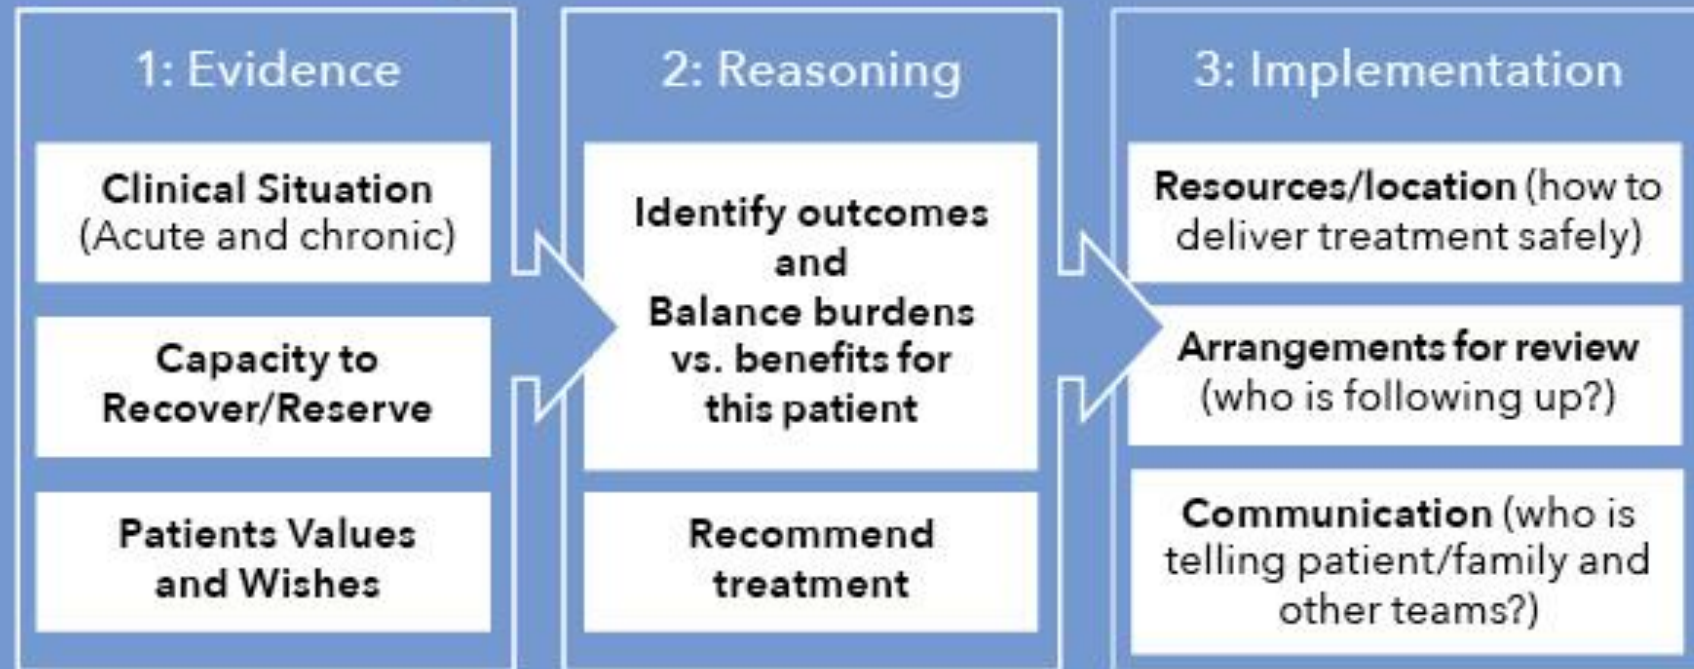 1: Evidence
Clinical Situation
(Acute and chronic)
Capacity to
Recover/Reserve
Patients Values
and Wishes
2: Reasoning
Identify outcomes
and
Balance burdens
vs. benefits for
this patient
Recommend
treatment
3: Implementation
Resources/location (how to
deliver treatment safely)
Arrangements for review
(who is following up?)
Communication (who is
telling patient/family and
other teams?)